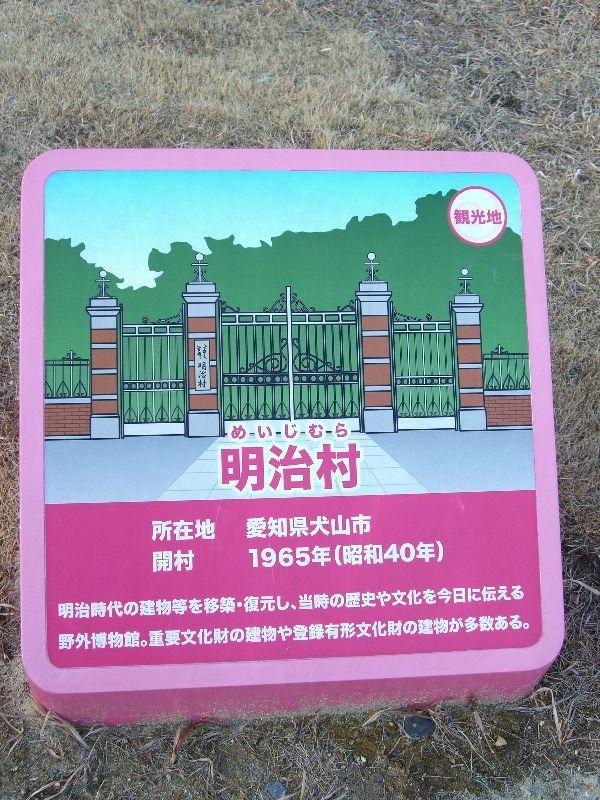 観光地
明治村
めいじむら
明治村
所在地 愛知県犬山市
開村 1965年(昭和40年)
明治時代の建物等を移築・復元し、当時の歴史や文化を今日に伝える
野外博物館。重要文化財の建物や登録有形文化財の建物が多数ある。